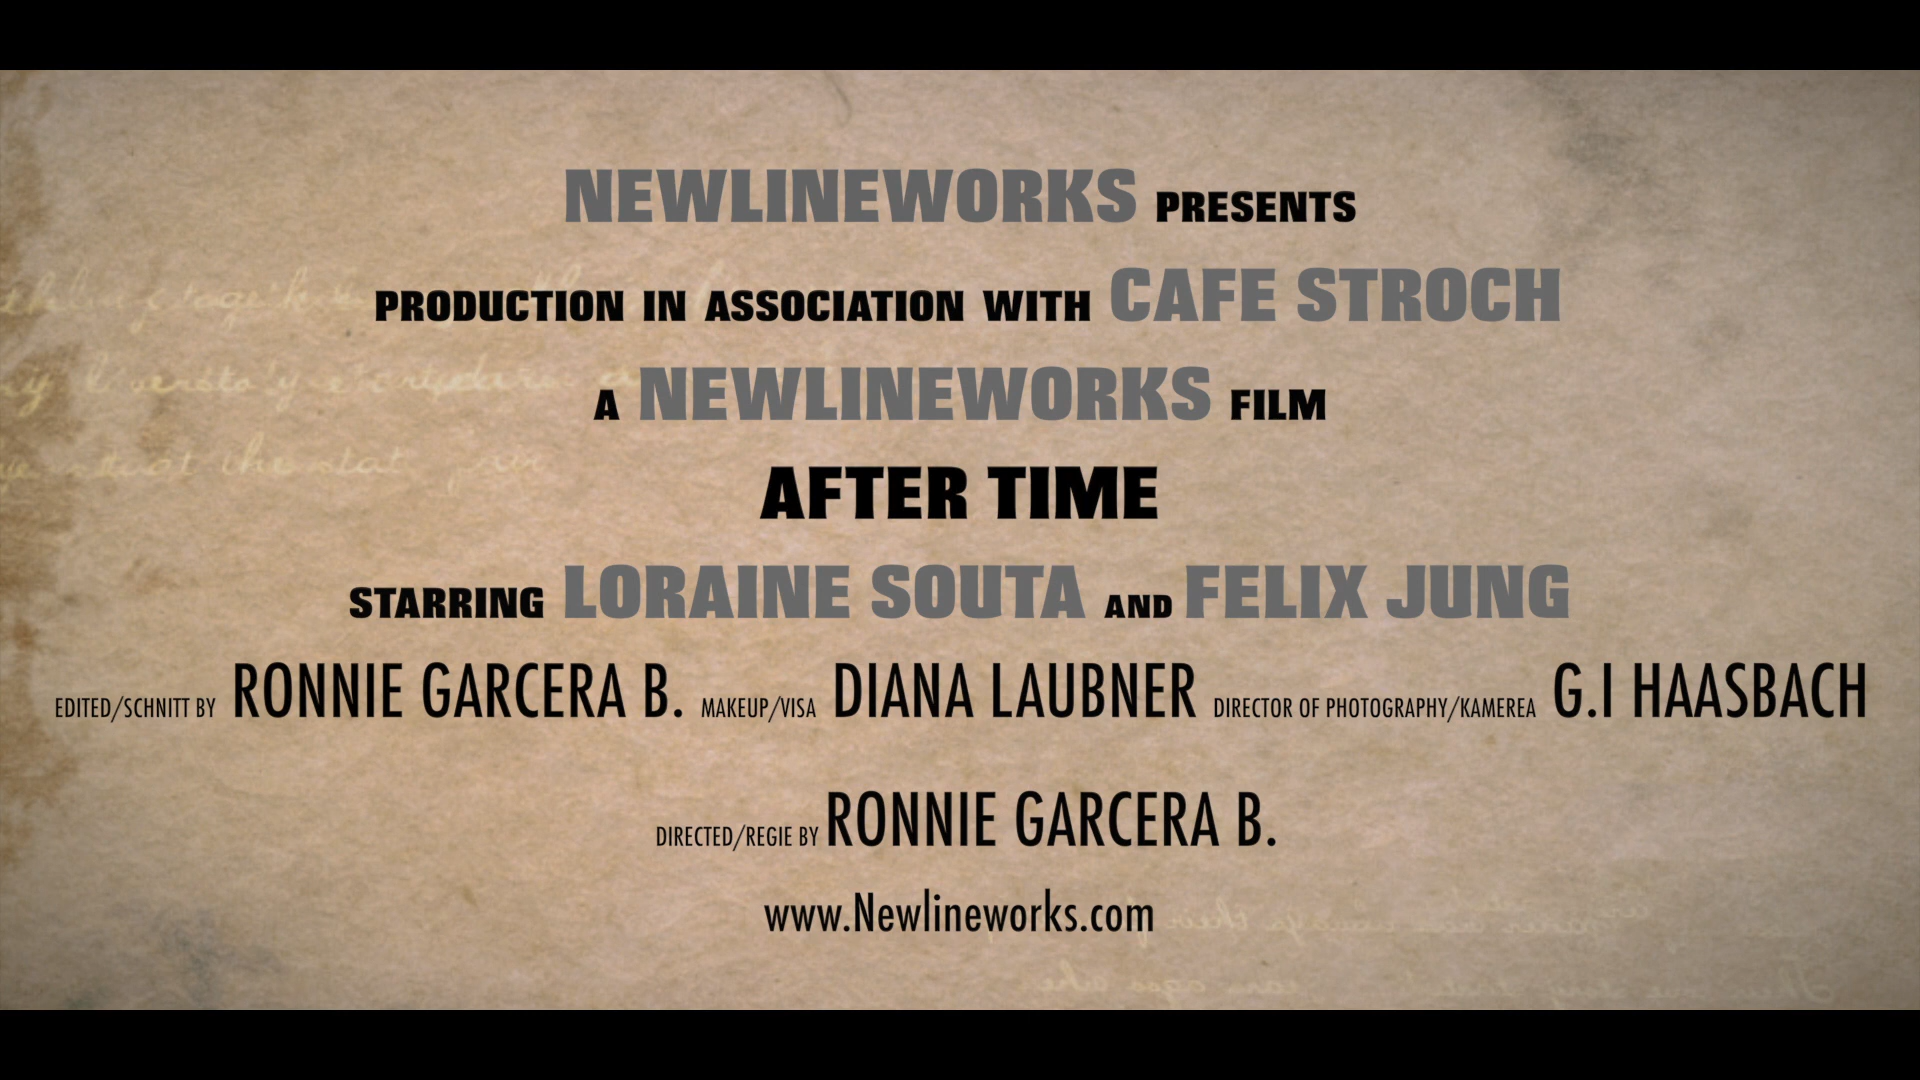 NEWLINEWORKS PRESENTS
PRODUCTION IN ASSOCIATION WITH CAFE STROCH
A NEWLINEWORKS FILM
AFTER TIME
STARRING LORAINE SOUTA AND FELIX JUNG
EDITED/SCHNITT BY RONNIE GARCERA B. MAKEUP/VISA DIANA LAUBNER DIRECTOR OF PHOTOGRAPHY/KAMEREA G.I HAASBACH
DIRECTED/REGIE BY RONNIE GARCERA B.
www.Newlineworks.com